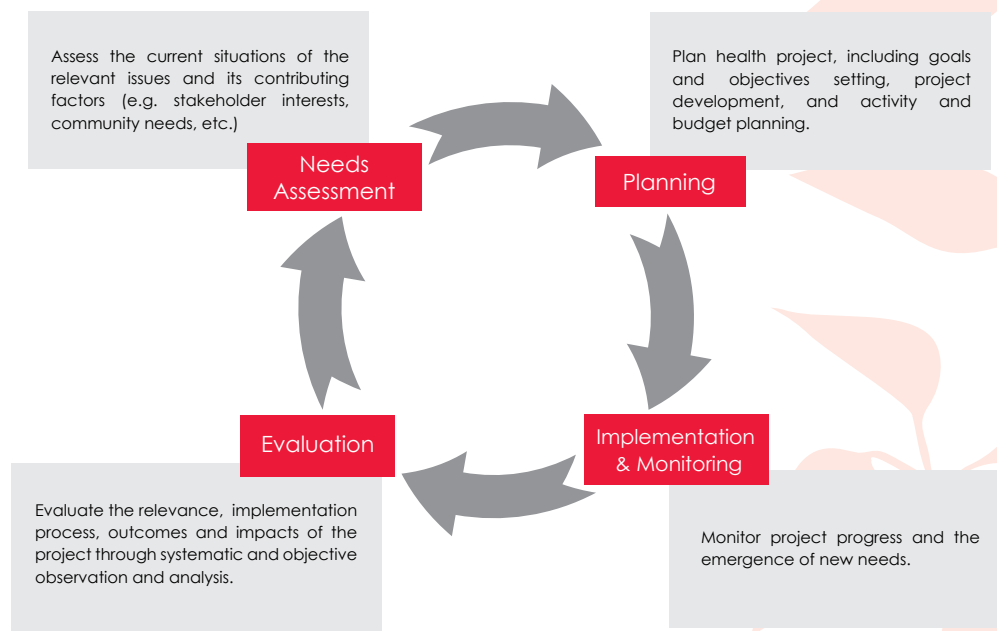 Assess the current situations of the
relevant issues and its contributing
factors (e.g. stakeholder interests,
community needs, etc.)
Needs
Assessment
Plan health project, including goals
and objectives setting, project
development, and activity and
budget planning.
Planning
Implementation
& Monitoring
Monitor project progress and the
emergence of new needs.
Evaluation
Evaluate the relevance, implementation
process, outcomes and impacts of the
project through systematic and objective
observation and analysis.